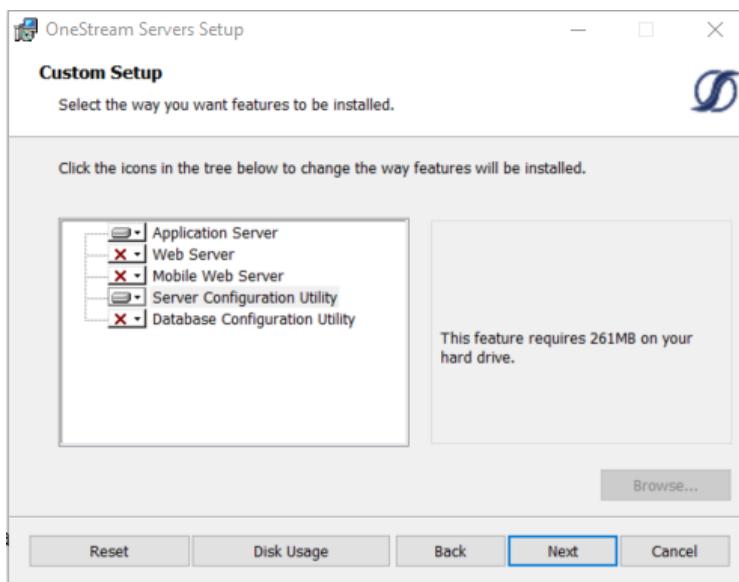 OneStream Servers Setup
Custom Setup
Select the way you want features to be installed.
Click the icons in the tree below to change the way features will be installed.
Application Server
Web Server
Mobile Web Server
Server Configuration Utility
Database Configuration Utility
This feature requires 261MB on your
hard drive.
Browse...
Reset Disk Usage Back Next Cancel